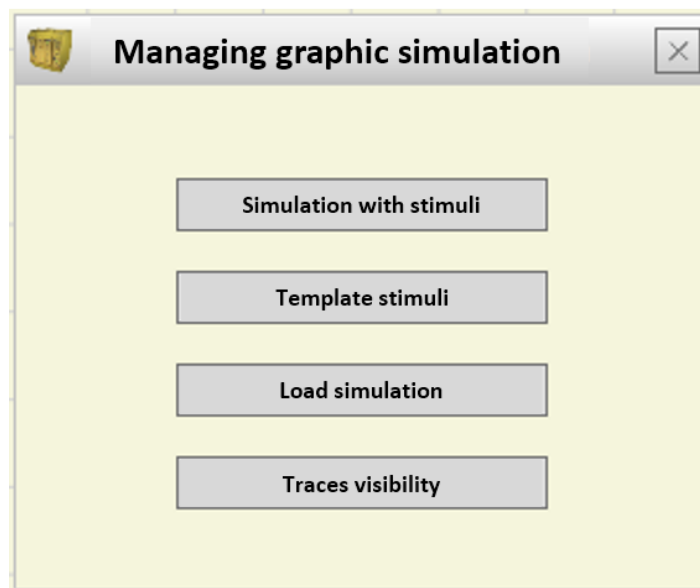 Managing graphic simulation
Simulation with stimuli
Template stimuli
Load simulation
Traces visibility